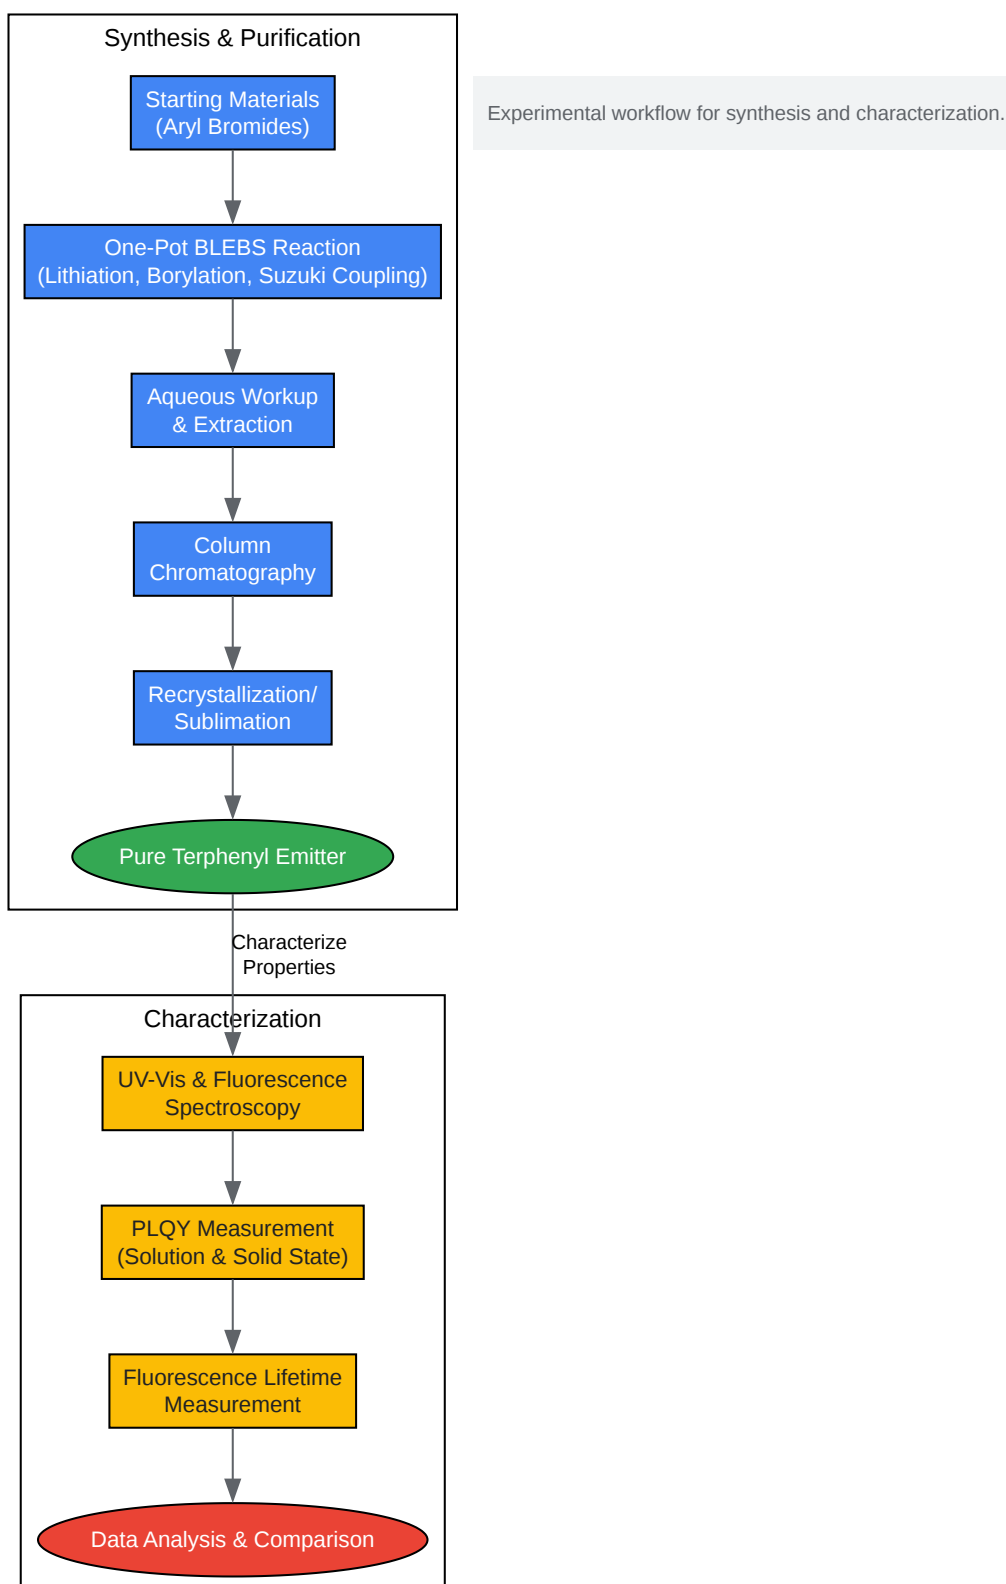 Synthesis & Purification
Starting Materials
(Aryl Bromides)
Experimental workflow for synthesis and characterization.
One-Pot BLEBS Reaction
(Lithiation, Borylation, Suzuki Coupling)
Aqueous Workup
& Extraction
Column
Chromatography
Recrystallization/
Sublimation
Pure Terphenyl Emitter
Characterize
Properties
Characterization
UV-Vis & Fluorescence
Spectroscopy
PLQY Measurement
(Solution & Solid State)
Fluorescence Lifetime
Measurement
Data Analysis & Comparison